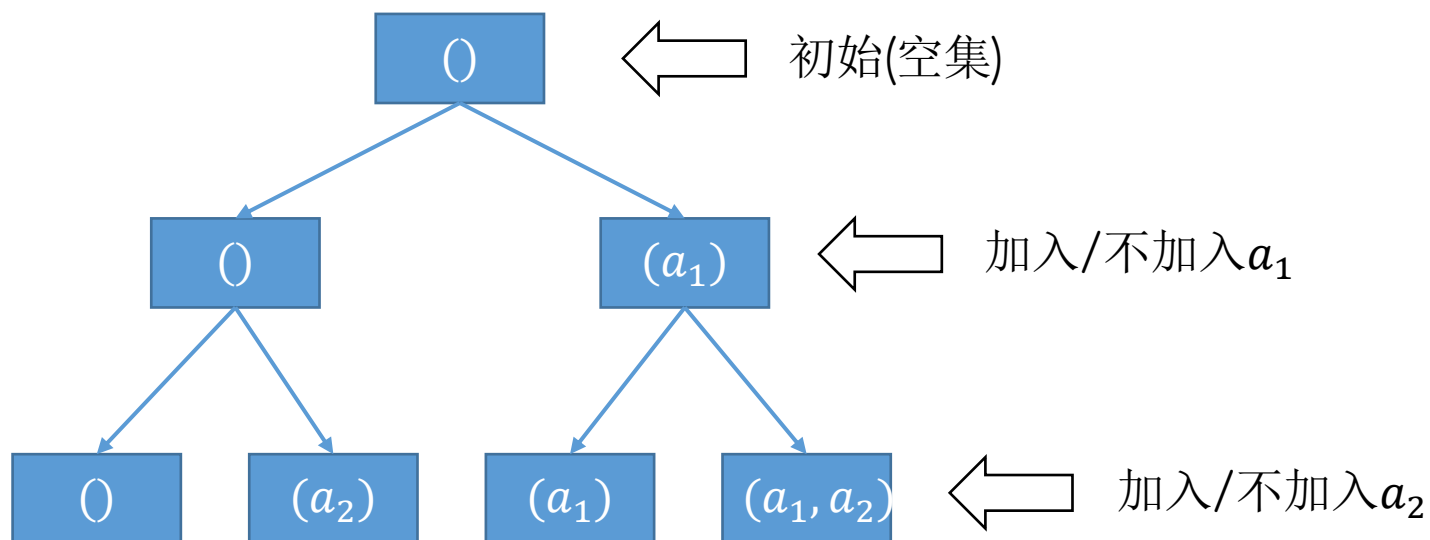 ()
初始(空集)
()
(a₁)
加入/不加入a₁
()
(a₂)
(a₁)
(a₁, a₂)
加入/不加入a₂